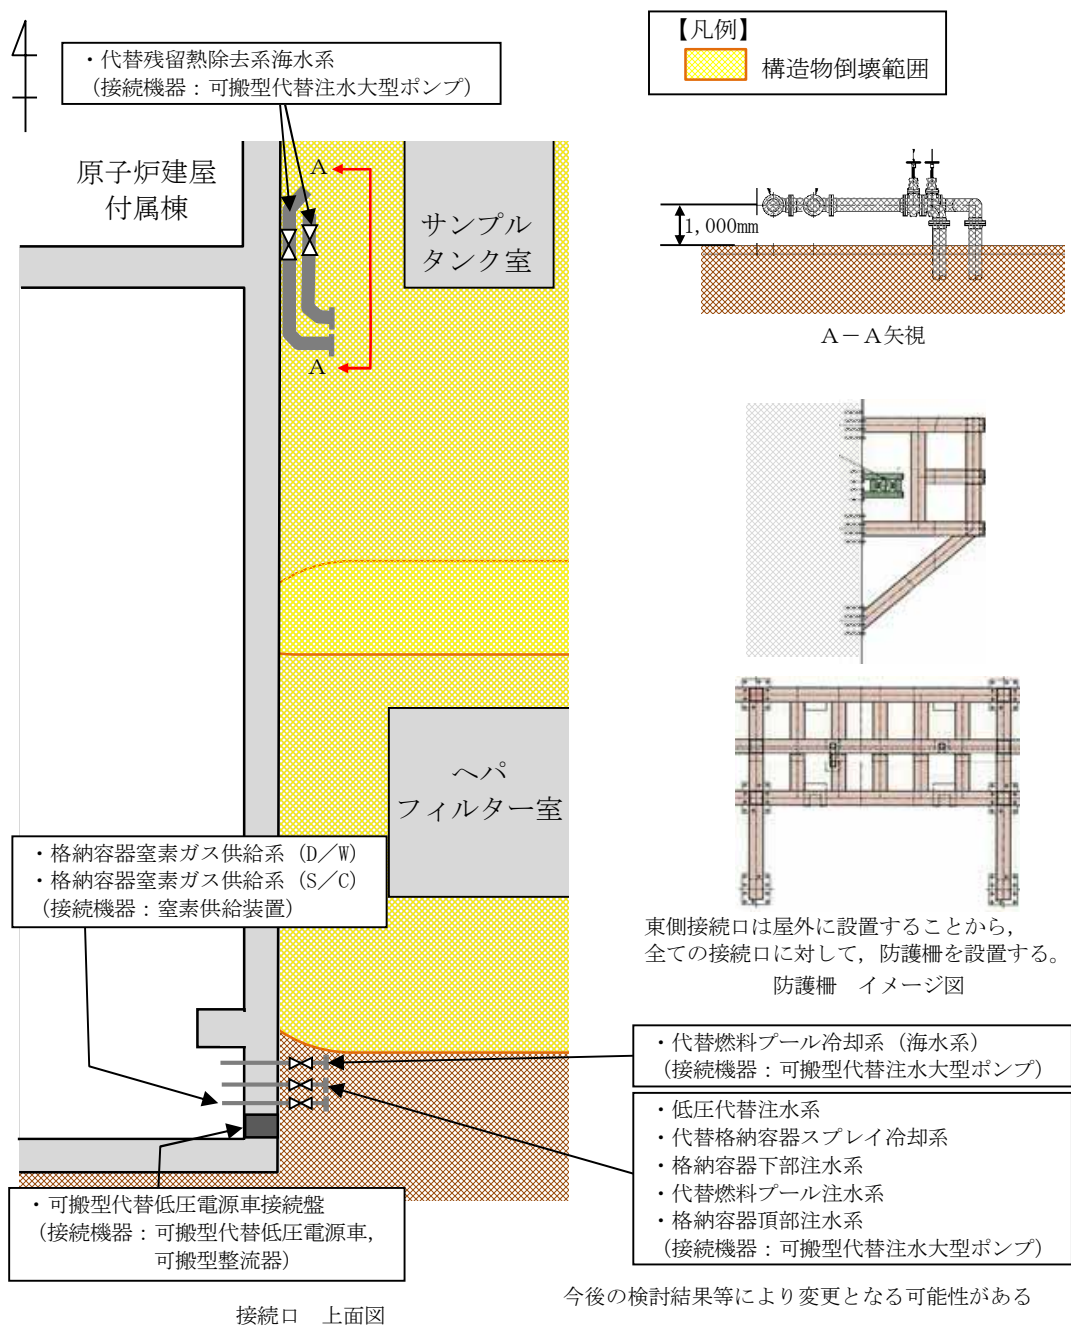 ・代替残留熱除去系海水系
(接続機器：可搬型代替注水大型ポンプ)
【凡例】
構造物倒壊範囲
原子炉建屋
付属棟
A
サンプル
タンク室
A
1,000mm
A－A矢視
ヘパ
フィルター室
・格納容器窒素ガス供給系 (D／W)
・格納容器窒素ガス供給系 (S／C)
(接続機器：窒素供給装置)
東側接続口は屋外に設置することから，
全ての接続口に対して，防護柵を設置する。
防護柵　イメージ図
・代替燃料プール冷却系 (海水系)
(接続機器：可搬型代替注水大型ポンプ)
・低圧代替注水系
・代替格納容器スプレイ冷却系
・格納容器下部注水系
・代替燃料プール注水系
・格納容器頂部注水系
(接続機器：可搬型代替注水大型ポンプ)
・可搬型代替低圧電源車接続盤
(接続機器：可搬型代替低圧電源車，
可搬型整流器)
接続口　上面図
今後の検討結果等により変更となる可能性がある